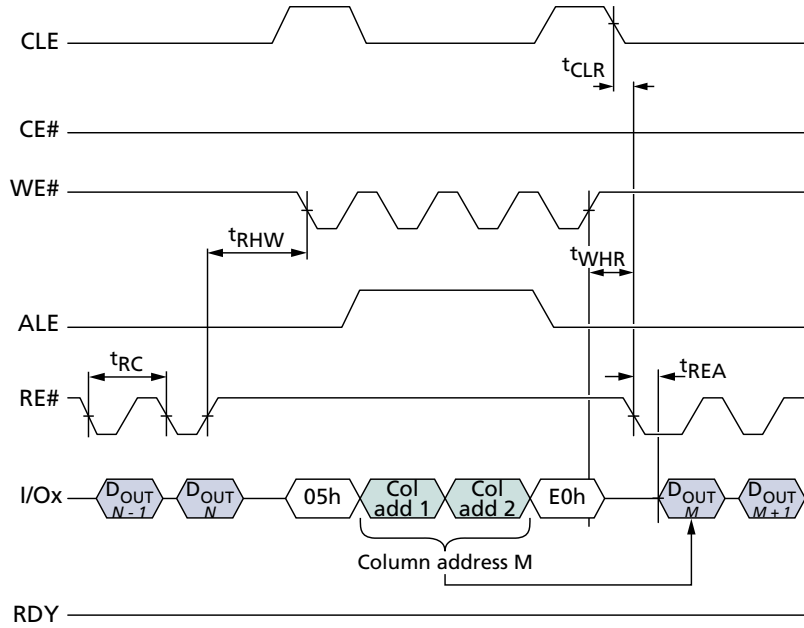 CLE
tCLR
CE#
WE#
tRHW
tWHR
ALE
tRC
tREA
RE#
I/Ox
DOUT
N - 1
DOUT
N
05h
Col
add 1
Col
add 2
E0h
DOUT
M
DOUT
M + 1
Column address M
RDY